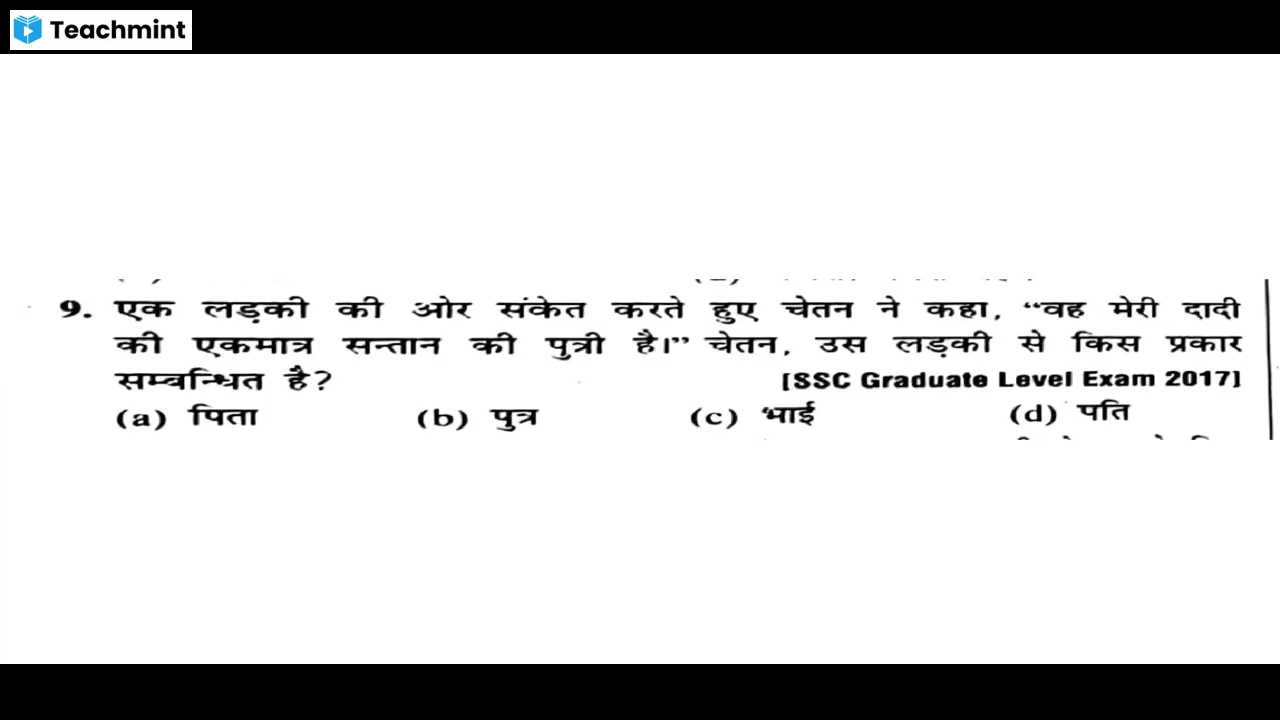 Teachmint
9. एक लड़की की ओर संकेत करते हुए चेतन ने कहा, “वह मेरी दादी
की एकमात्र सन्तान की पुत्री है।” चेतन, उस लड़की से किस प्रकार
सम्बन्धित है? [SSC Graduate Level Exam 2017]
(a) पिता (b) पुत्र (c) भाई (d) पति